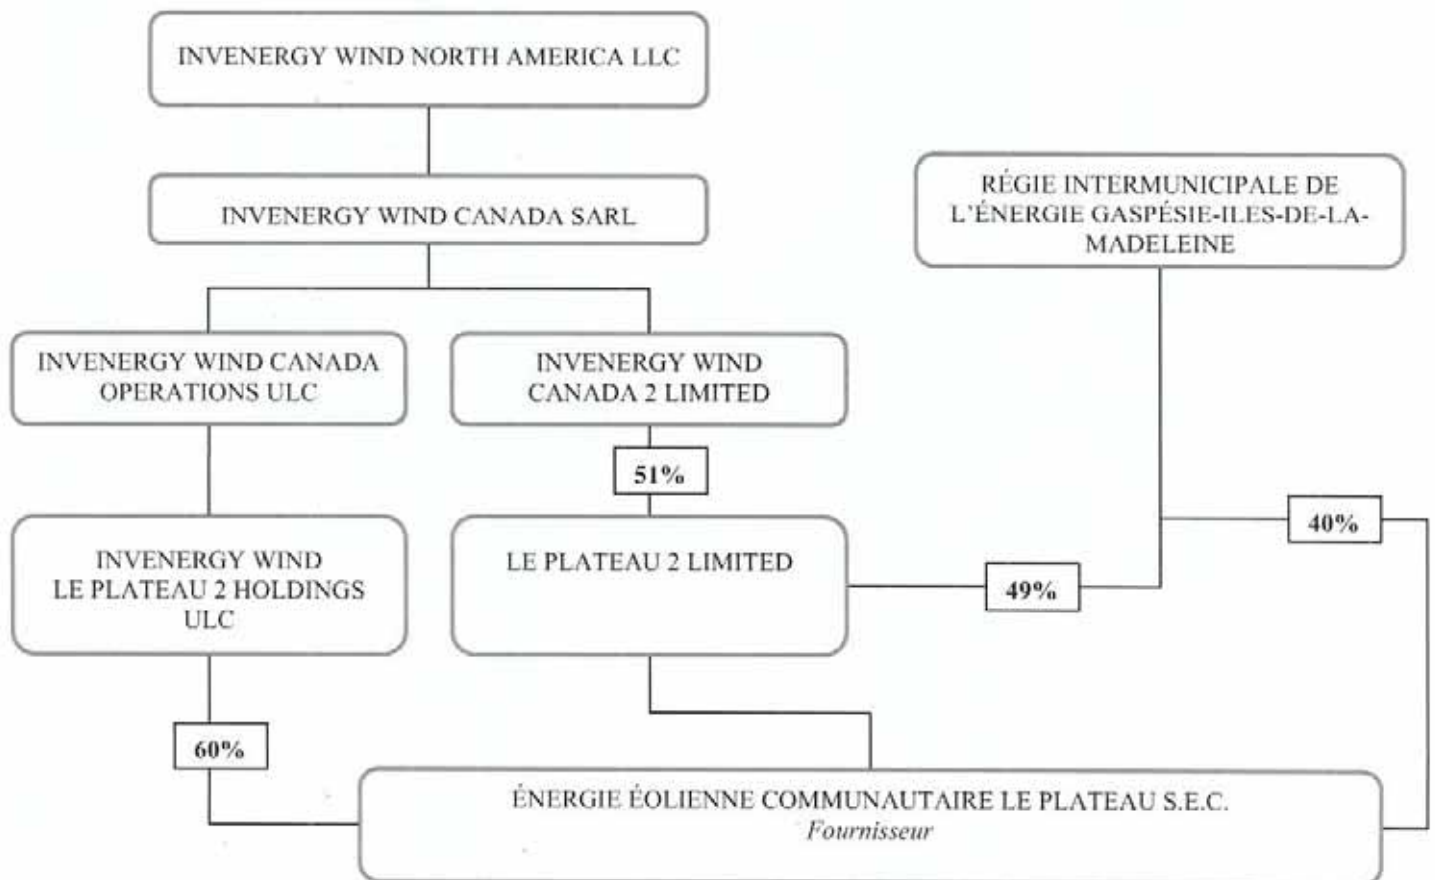 INVENERGY WIND NORTH AMERICA LLC
INVENERGY WIND CANADA SARL
RÉGIE INTERMUNICIPALE DE
L'ÉNERGIE GASPÉSIE-ILES-DE-LA-
MADELEINE
INVENERGY WIND CANADA
OPERATIONS ULC
INVENERGY WIND
CANADA 2 LIMITED
51%
40%
INVENERGY WIND
LE PLATEAU 2 HOLDINGS
ULC
LE PLATEAU 2 LIMITED
49%
60%
ÉNERGIE ÉOLIENNE COMMUNAUTAIRE LE PLATEAU S.E.C.
Fournisseur